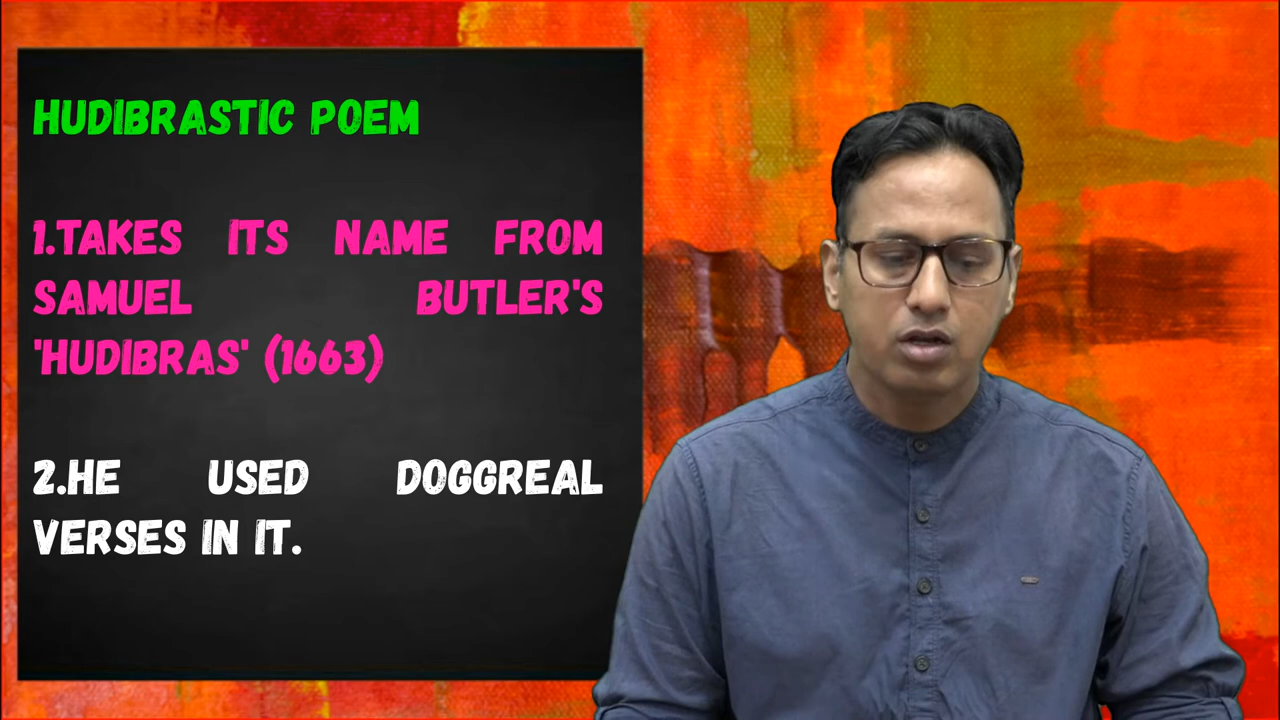 HUDIBRASTIC POEM
1.TAKES ITS NAME FROM
SAMUEL BUTLER'S
'HUDIBRAS' (1663)
2.HE USED DOGGREAL
VERSES IN IT.